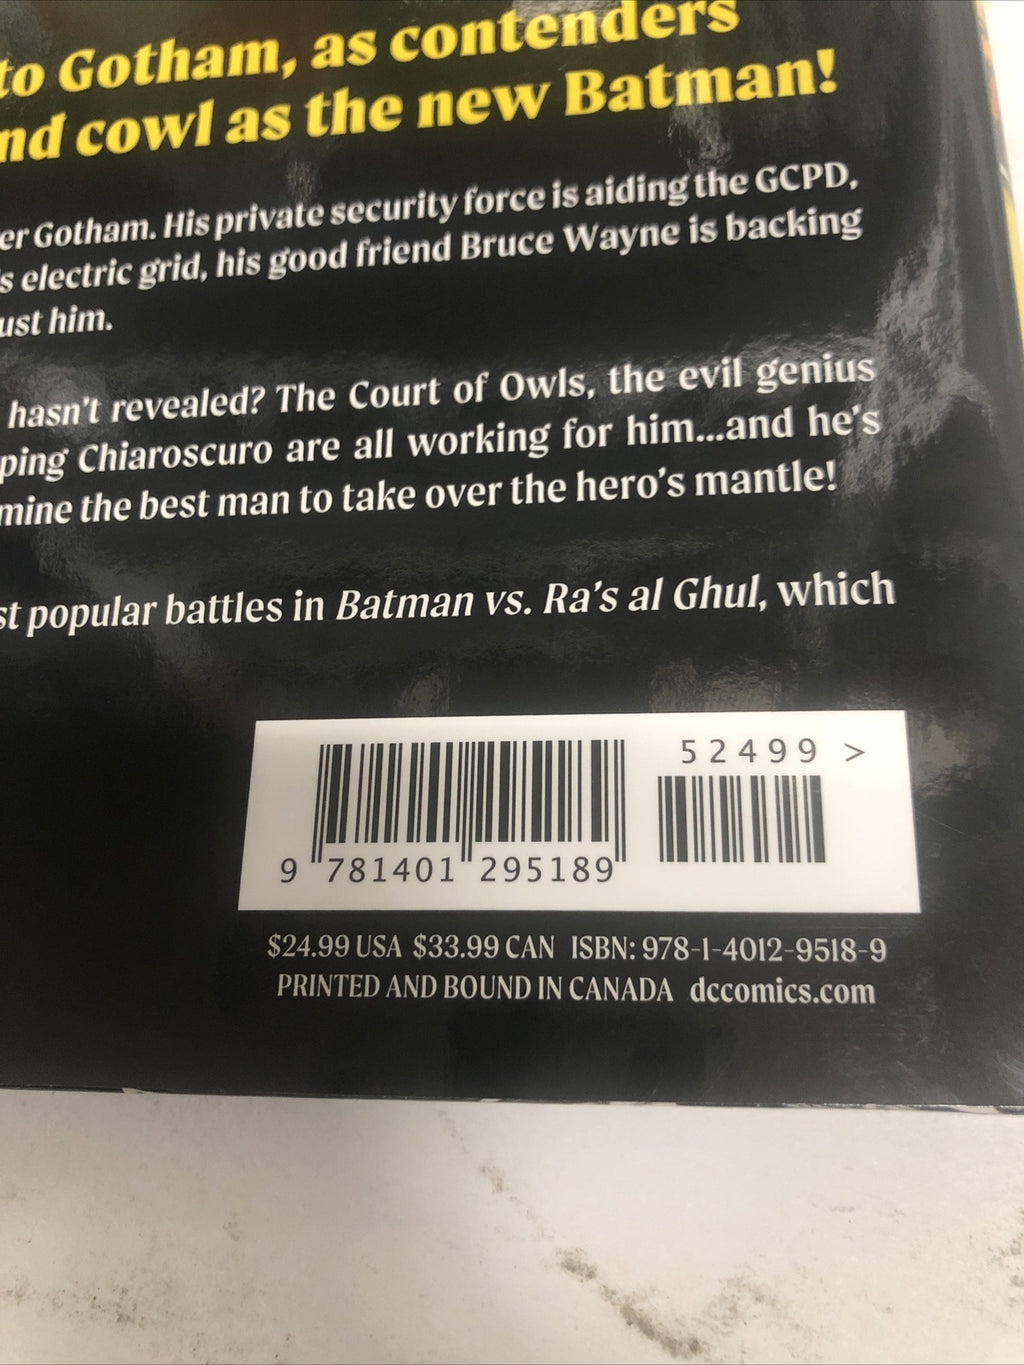 to Gotham, as contenders
nd cowl as the new Batman!
er Gotham. His private security force is aiding the GCPD,
s electric grid, his good friend Bruce Wayne is backing
ust him.
hasn't revealed? The Court of Owls, the evil genius
ping Chiaroscuro are all working for him...and he's
mine the best man to take over the hero's mantle!
st popular battles in Batman vs. Ra's al Ghul, which
52499 >
9 781401 295189
$24.99 USA $33.99 CAN ISBN: 978-1-4012-9518-9
PRINTED AND BOUND IN CANADA dccomics.com